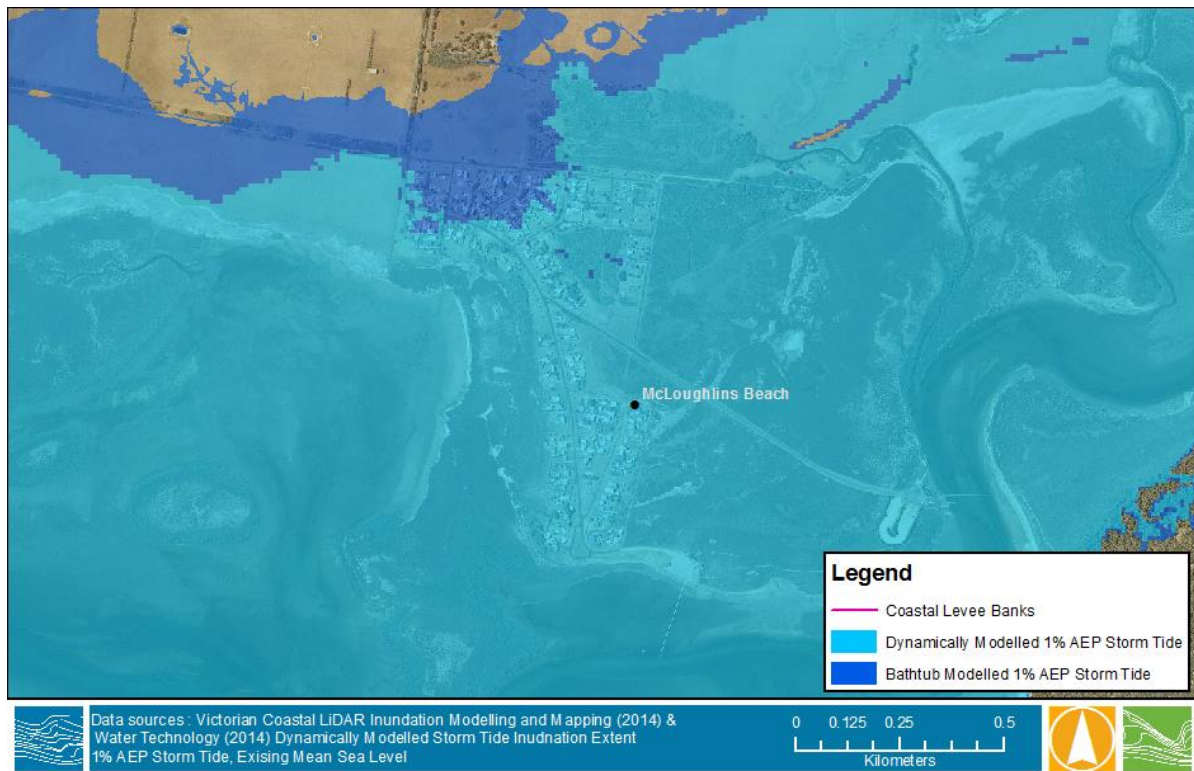 McLoughlins Beach
Legend
Coastal Levee Banks
Dynamically Modelled 1% AEP Storm Tide
Bathtub Modelled 1% AEP Storm Tide
Data sources : Victorian Coastal LiDAR Inundation Modelling and Mapping (2014) &
Water Technology (2014) Dynamically Modelled Storm Tide Inudnation Extent
1% AEP Storm Tide, Exising Mean Sea Level
0 0.125 0.25 0.5
Kilometers